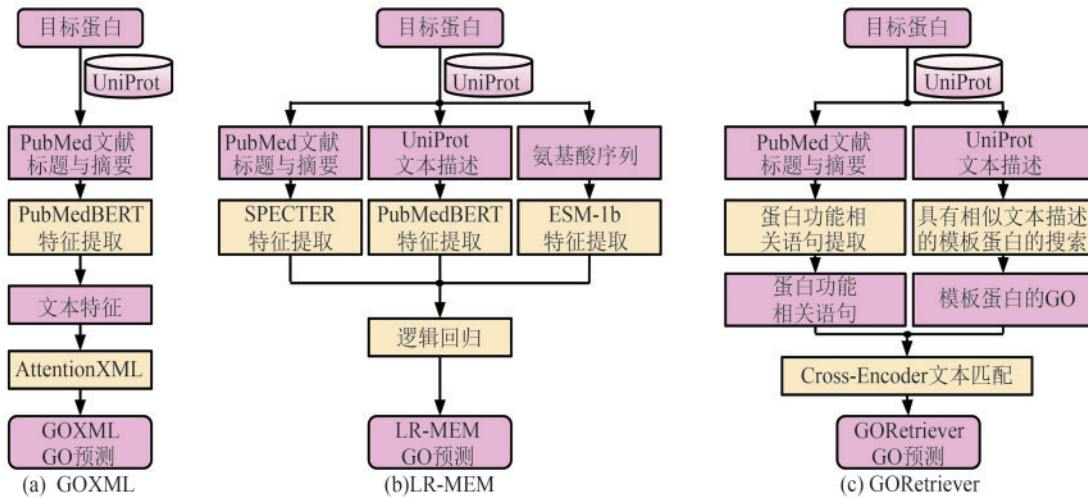 目标蛋白
UniProt
PubMed文献
标题与摘要
PubMedBERT
特征提取
文本特征
AttentionXML
GOXML
GO预测
(a) GOXML
目标蛋白
UniProt
PubMed文献
标题与摘要
UniProt
文本描述
氨基酸序列
SPECTER
特征提取
PubMedBERT
特征提取
ESM-1b
特征提取
逻辑回归
LR-MEM
GO预测
(b)LR-MEM
目标蛋白
UniProt
PubMed文献
标题与摘要
UniProt
文本描述
蛋白功能相
关语句提取
具有相似文本描述
的模板蛋白的搜索
蛋白功能
相关语句
模板蛋白的GO
Cross-Encoder文本匹配
GORetriever
GO预测
(c) GORetriever